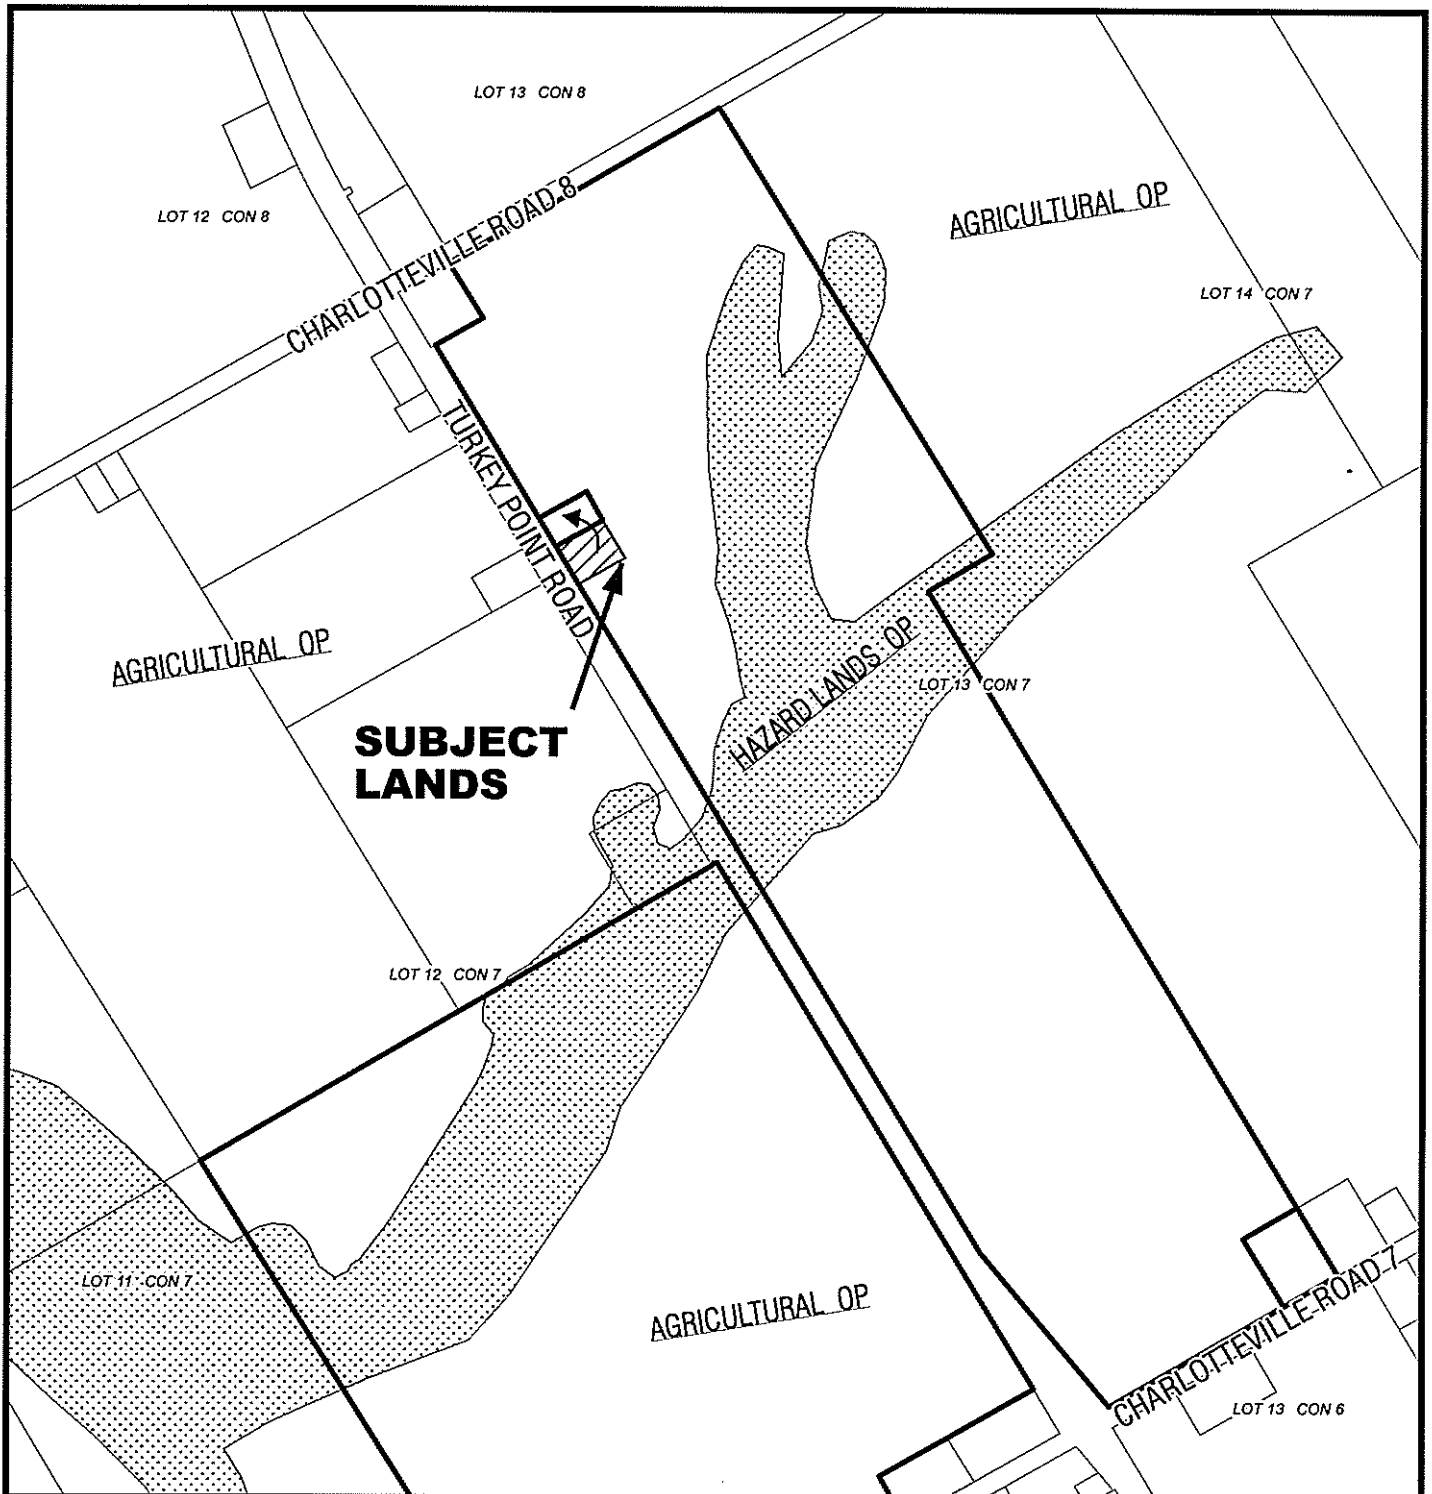 LOT 13 CON 8
LOT 12 CON 8
AGRICULTURAL OP
CHARLOTTEVILLE ROAD 8
LOT 14 CON 7
TURKEY POINT ROAD
AGRICULTURAL OP
HAZARD LANDS OP
LOT 13 CON 7
SUBJECT
LANDS
LOT 12 CON 7
LOT 11 CON 7
AGRICULTURAL OP
CHARLOTTEVILLE ROAD 7
LOT 13 CON 6